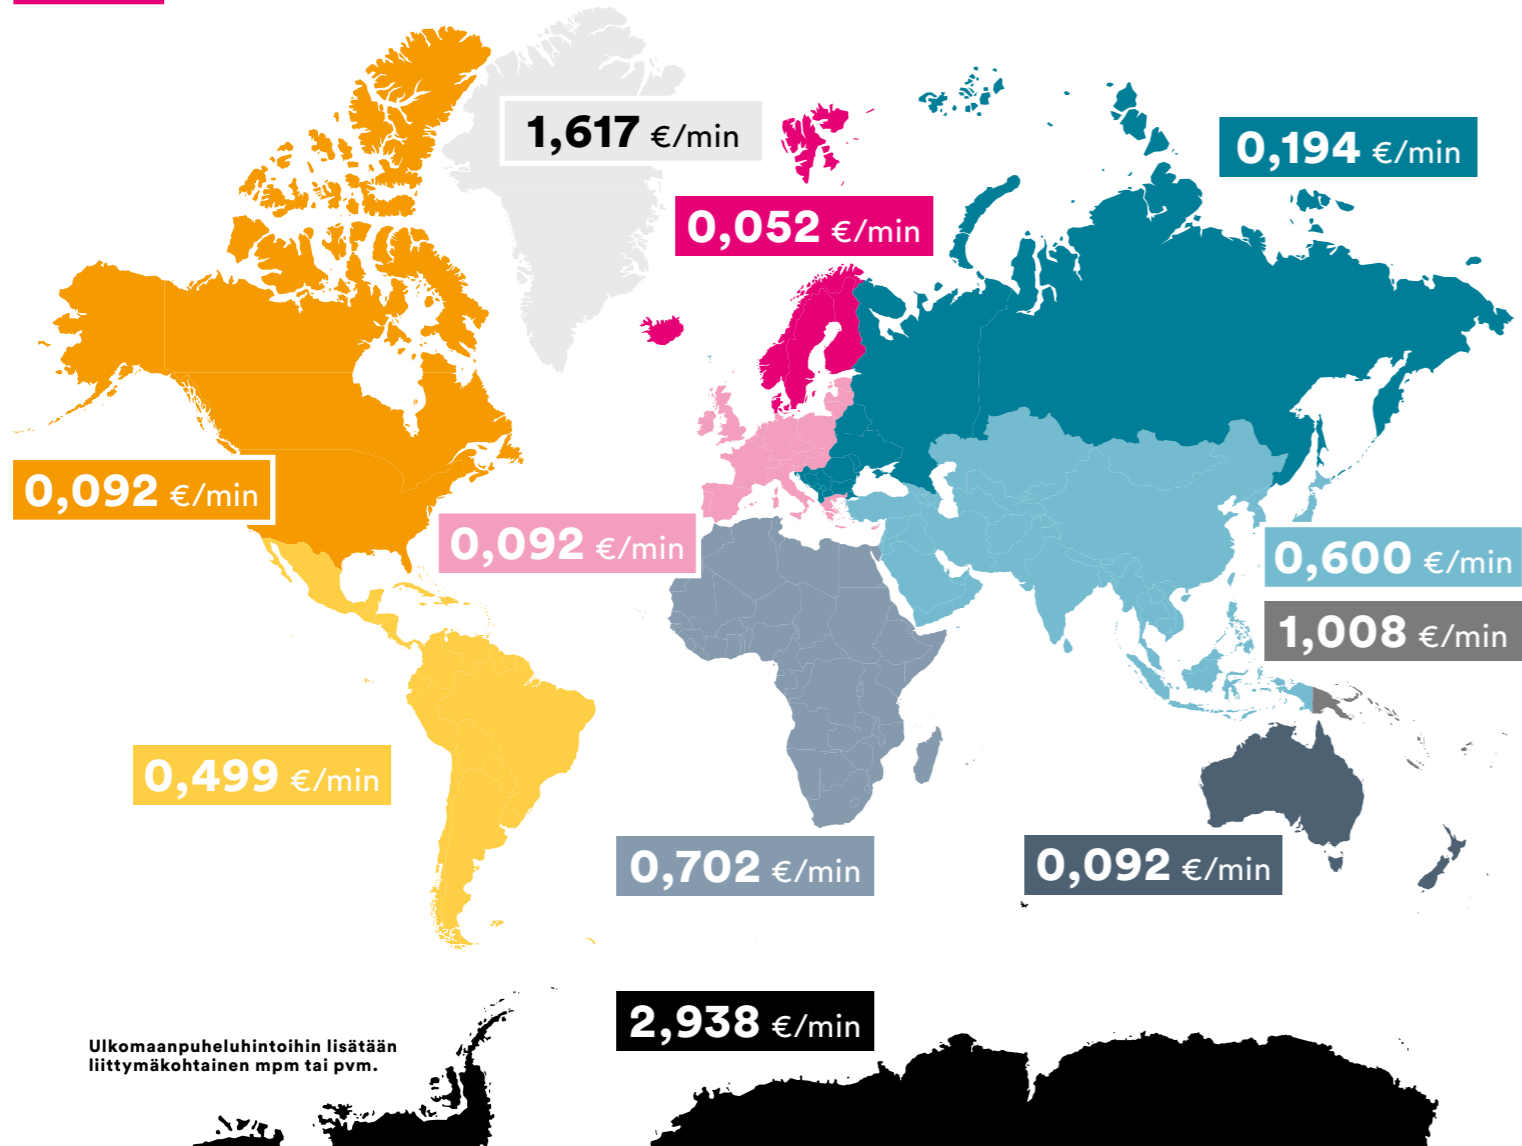 1,617 €/min
0,194 €/min
0,052 €/min
0,092 €/min
0,092 €/min
0,600 €/min
1,008 €/min
0,499 €/min
0,702 €/min
0,092 €/min
2,938 €/min
Ulkomaanpuheluhintoihin lisätään
liittymäkohtainen mpm tai pvm.